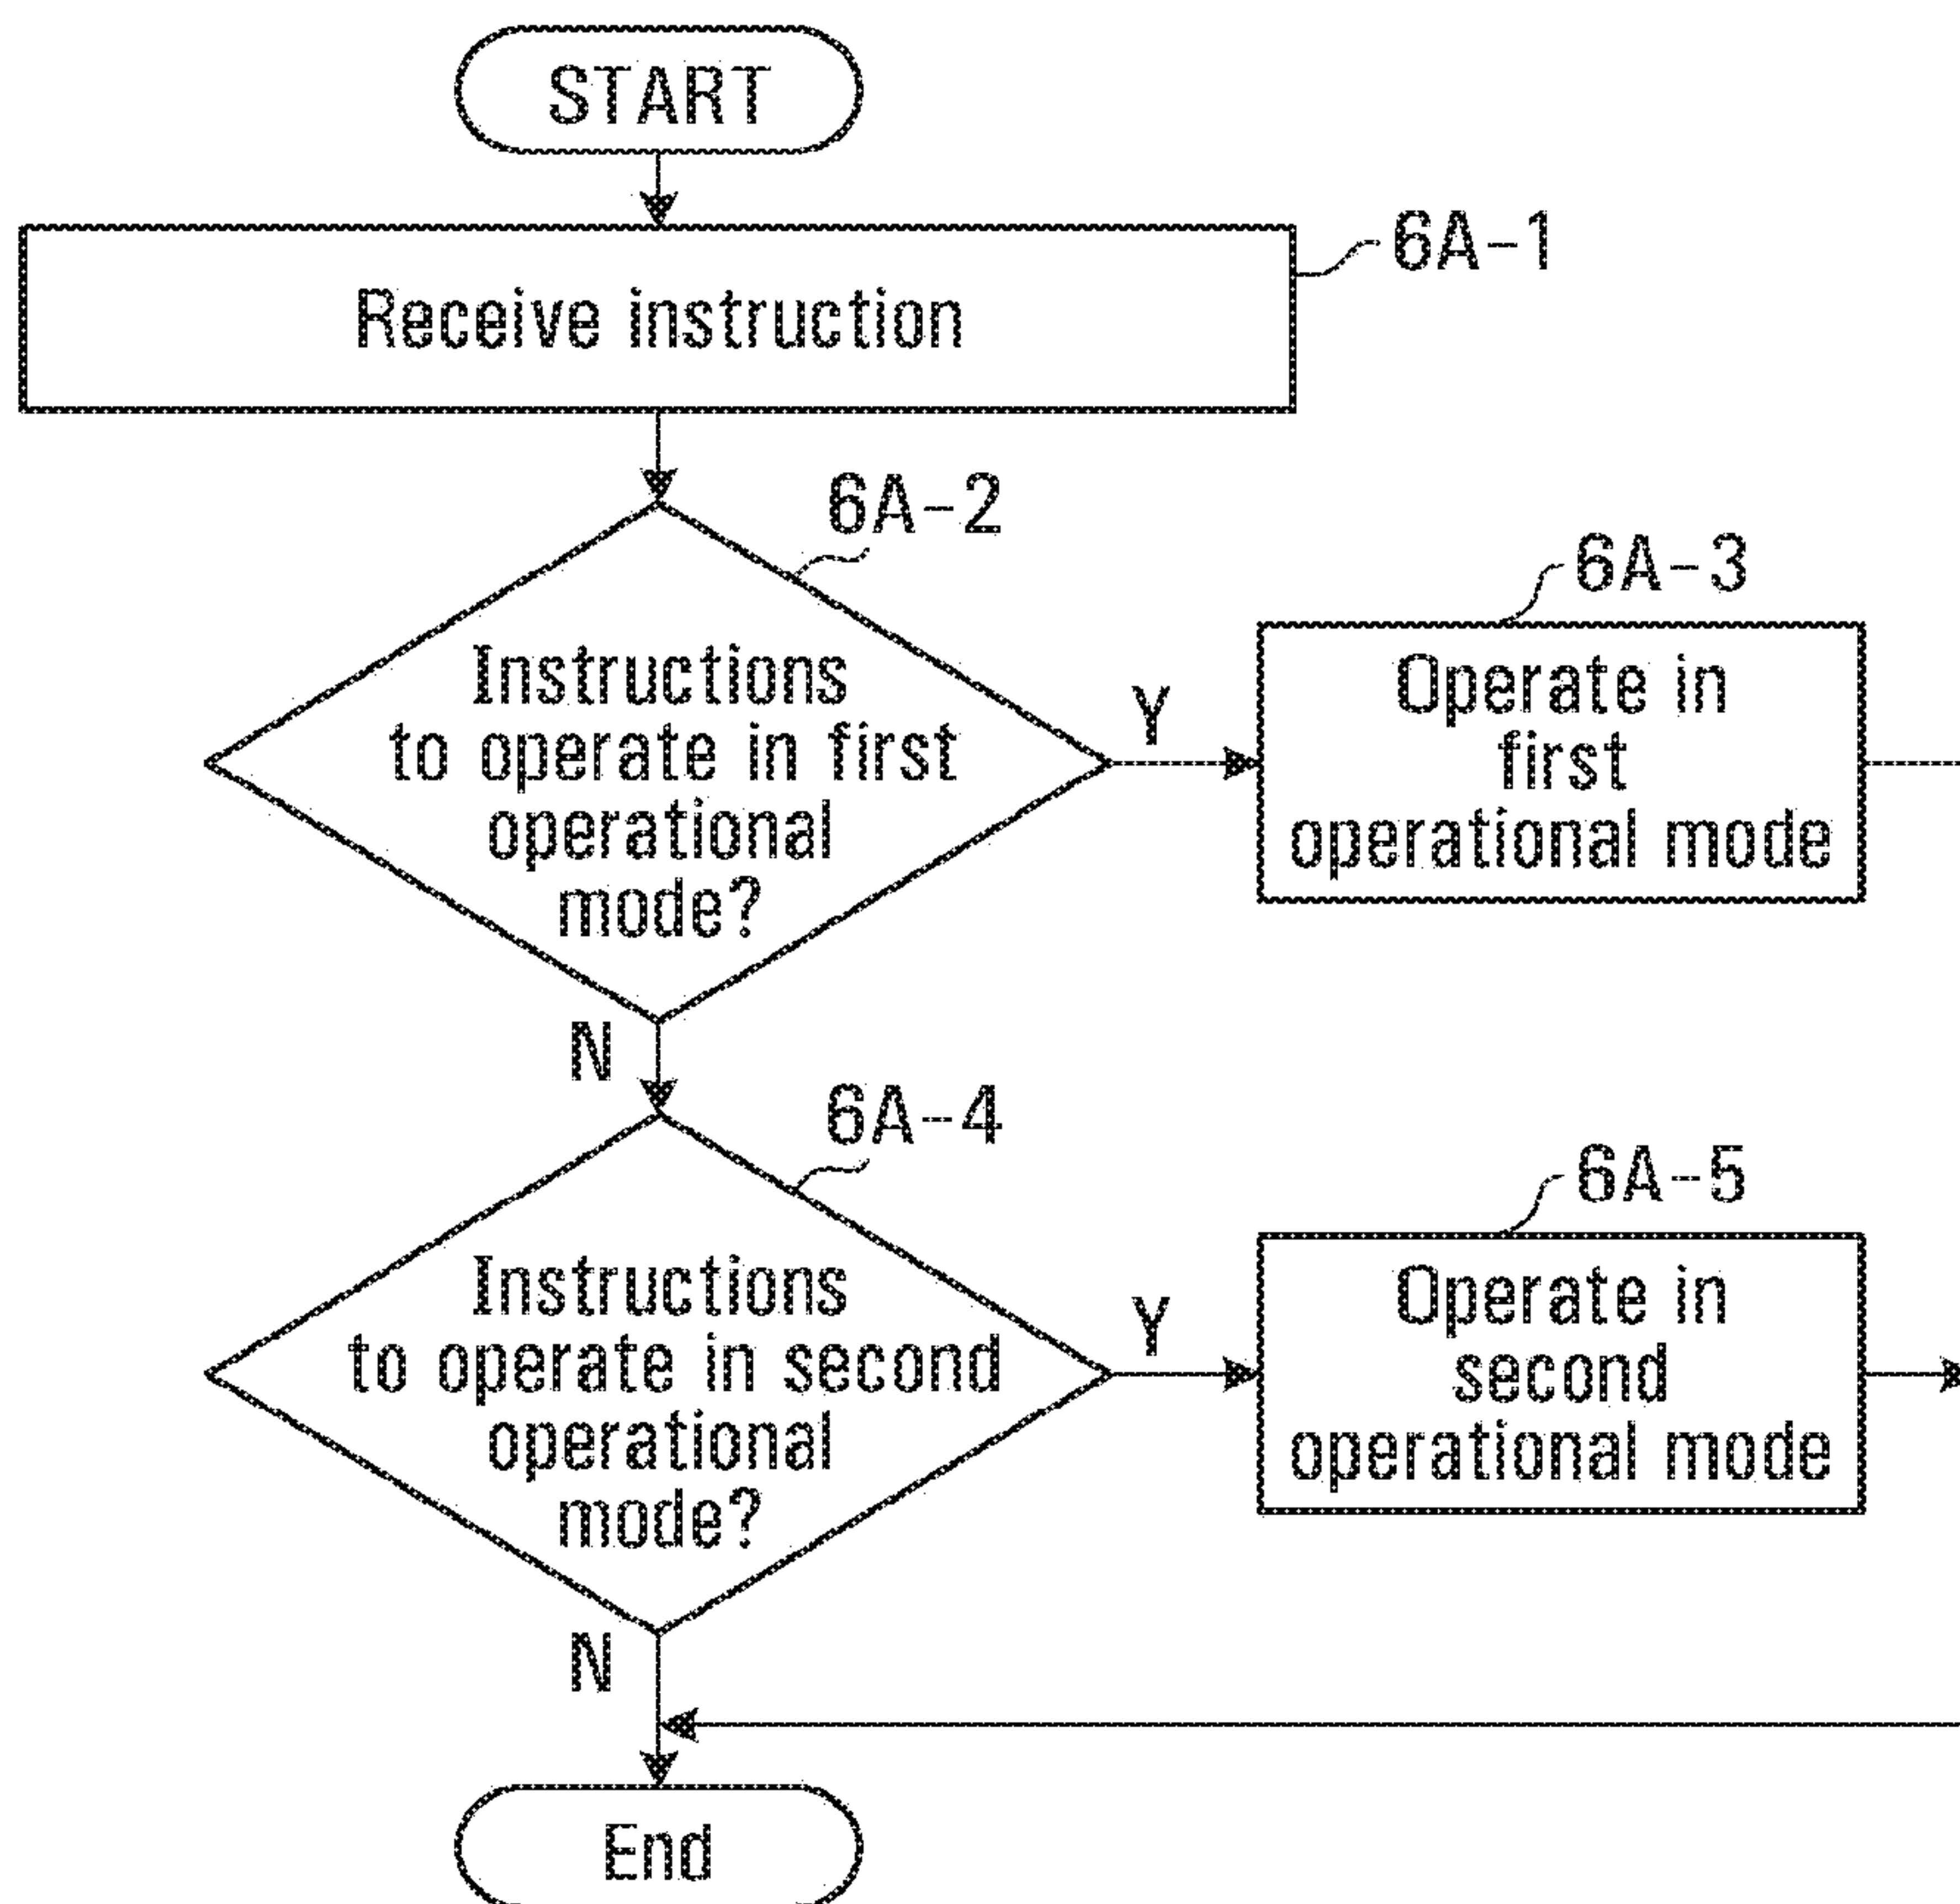 START
6A-1
Receive instruction
6A-2
Instructions
to operate in first
operational
mode?
Y
6A-3
Operate in
first
operational mode
N
6A-4
Instructions
to operate in second
operational
mode?
Y
6A-5
Operate in
second
operational mode
N
End